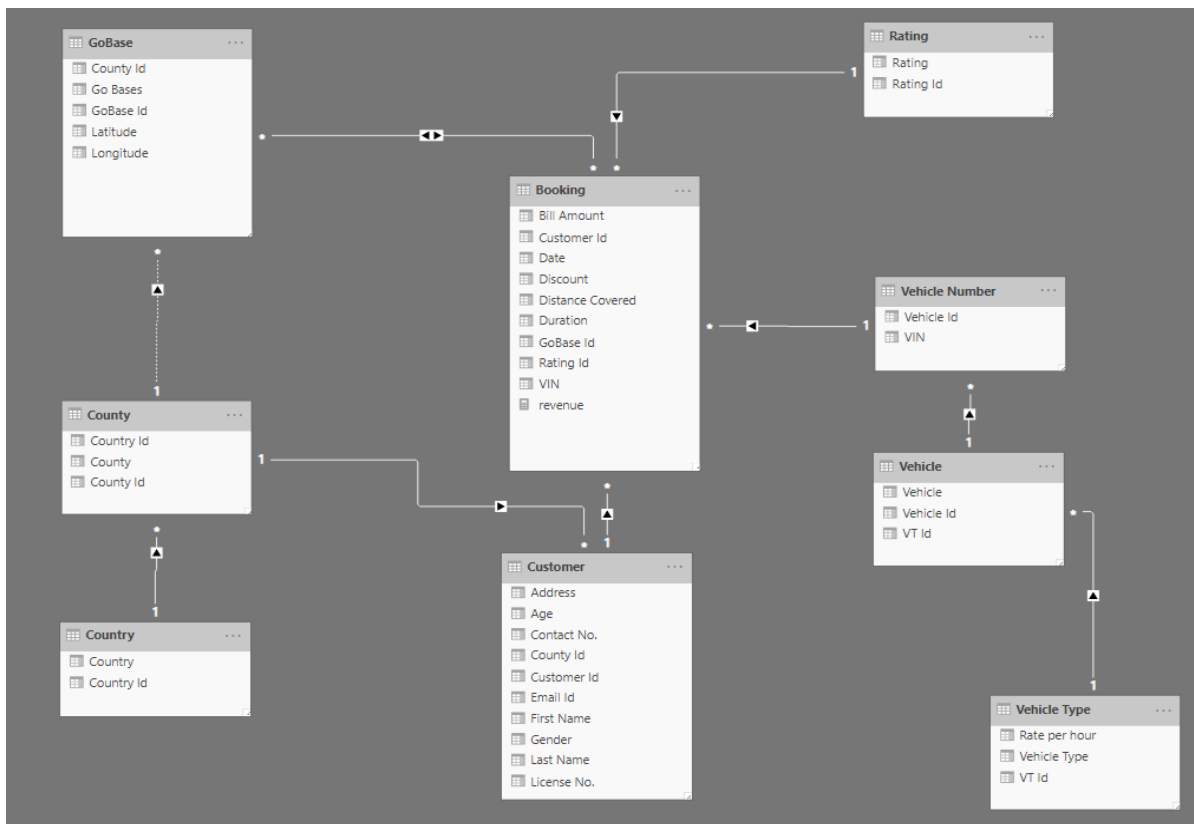 GoBase
County Id
Go Bases
GoBase Id
Latitude
Longitude
Rating
Rating
Rating Id
1
*
*
*
Booking
Bill Amount
Customer Id
Date
Discount
Distance Covered
Duration
GoBase Id
Rating Id
VIN
revenue
*
Vehicle Number
Vehicle Id
VIN
* 1
*
1
1
County
Country Id
County
County Id
1
*
Vehicle
Vehicle
Vehicle Id
VT Id
*
*
1
* 1
Customer
Address
Age
Contact No.
County Id
Customer Id
Email Id
First Name
Gender
Last Name
License No.
Country
Country
Country Id
1
Vehicle Type
Rate per hour
Vehicle Type
VT Id